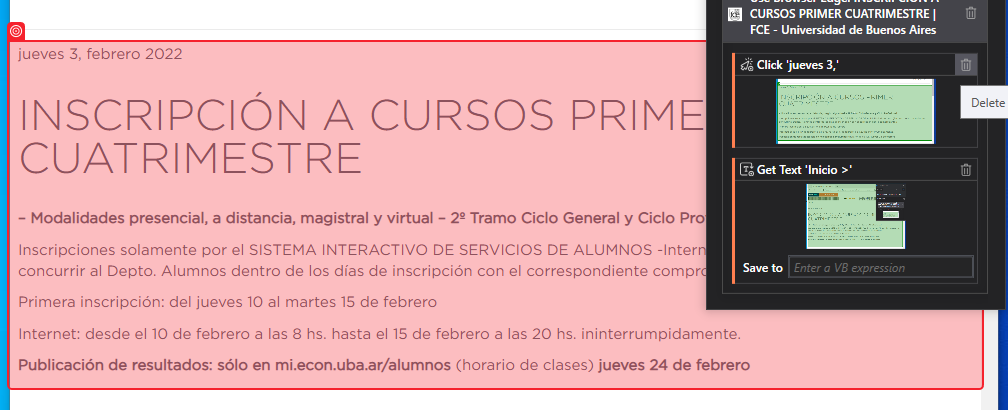 jueves 3, febrero 2022
INSCRIPCIÓN A CURSOS PRIME
CUATRIMESTRE
– Modalidades presencial, a distancia, magistral y virtual – 2º Tramo Ciclo General y Ciclo Pro
Inscripciones solamente por el SISTEMA INTERACTIVO DE SERVICIOS DE ALUMNOS -Intern
concurrir al Depto. Alumnos dentro de los días de inscripción con el correspondiente compro
Primera inscripción: del jueves 10 al martes 15 de febrero
Internet: desde el 10 de febrero a las 8 hs. hasta el 15 de febrero a las 20 hs. ininterrumpidamente.
Publicación de resultados: sólo en mi.econ.uba.ar/alumnos (horario de clases) jueves 24 de febrero
Use Browser Edge: INSCRIPCIÓN A
CURSOS PRIMER CUATRIMESTRE |
FCE - Universidad de Buenos Aires
Click 'jueves 3,'
Delete
Get Text 'Inicio >'
Save to Enter a VB expression